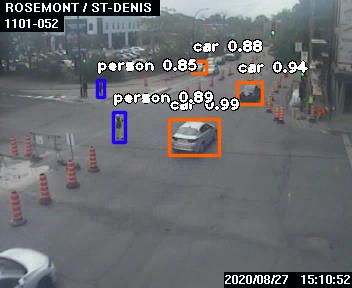 ROSEMONT / ST-DENIS
1101-052
car 0.88
person 0.85
car 0.94
person 0.89
car 0.99
2020/08/27 15:10:52